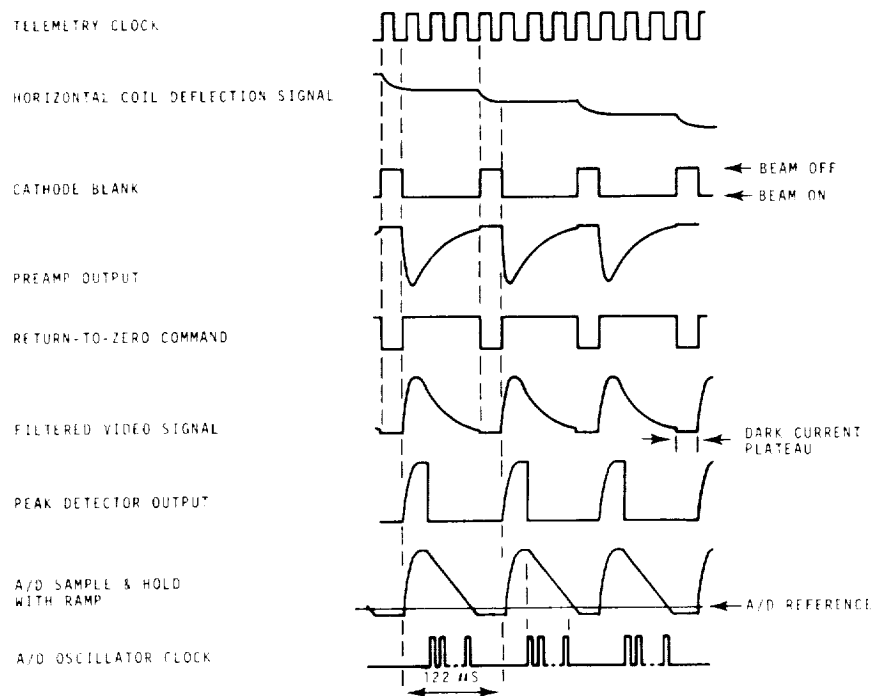 TELEMETRY CLOCK
HORIZONTAL COIL DEFLECTION SIGNAL
CATHODE BLANK
BEAM OFF
BEAM ON
PREAMP OUTPUT
RETURN-TO-ZERO COMMAND
FILTERED VIDEO SIGNAL
DARK CURRENT
PLATEAU
PEAK DETECTOR OUTPUT
A/D SAMPLE & HOLD
WITH RAMP
A/D REFERENCE
A/D OSCILLATOR CLOCK
122 µS